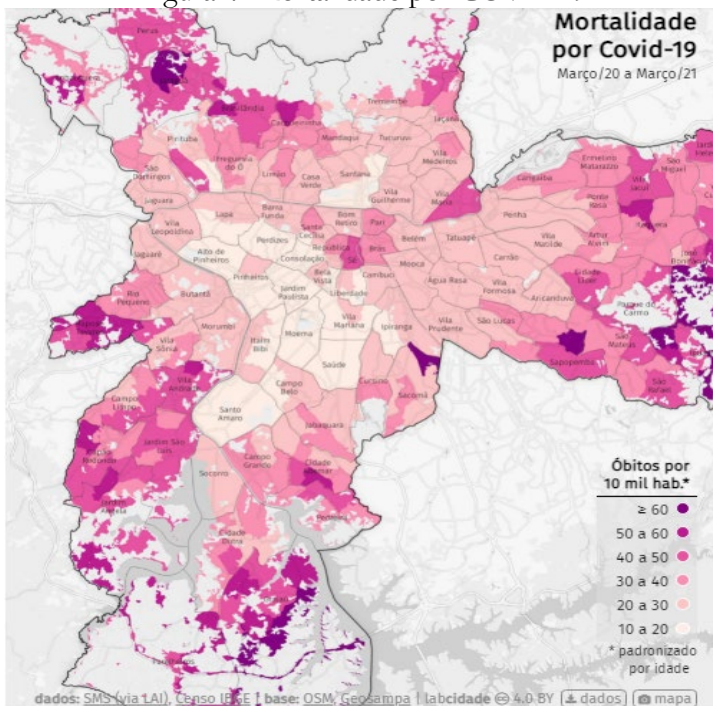 Mortalidade
por Covid-19
Março/20 a Março/21
Perus
Brasilândia
Cachoeirinha
Tremembé
Jaçanã
Pirituba
Mandaqui
Tucuruvi
Freguesia
do Ó
Limão
Casa
Verde
Santana
Vila
Medeiros
São
Domingos
Jaguara
Vila
Guilherme
Vila
Maria
Cangaíba
Ermelino
Matarazzo
São
Miguel
Vila
Jacuí
Ponte
Rasa
Vila
Leopoldina
Lapa
Barra
Funda
Bom
Retiro
Pari
Penha
Itaquera
Jaguaré
Alto de
Pinheiros
Perdizes
Santa
Cecília
República
Sé
Brás
Belém
Tatuapé
Vila
Matilde
Artur
Alvim
José
Bonifácio
Consolação
Pinheiros
Bela
Vista
Cambuci
Mooca
Carrão
Cidade
Líder
Rio
Pequeno
Butantã
Jardim
Paulista
Liberdade
Água Rasa
Vila
Formosa
Aricanduva
Parque do
Carmo
Morumbi
Itaim
Bibi
Moema
Vila
Mariana
Ipiranga
Vila
Prudente
São Lucas
São
Mateus
Vila
Sônia
Saúde
Sapopemba
São
Rafael
Vila
Andrade
Campo
Belo
Cursino
Sacomã
Campo
Limpo
Santo
Amaro
Jabaquara
Jardim São
Luís
Capão
Redondo
Campo
Grande
Cidade
Ademar
Socorro
Jardim
Ângela
Pedreira
Cidade
Dutra
Parelheiros
Óbitos por
10 mil hab.*
≥ 60
50 a 60
40 a 50
30 a 40
20 a 30
10 a 20
* padronizado
por idade
dados: SMS (via LAI), Censo IBGE | base: OSM, Geosampa | labcidade 4.0 BY dados mapa